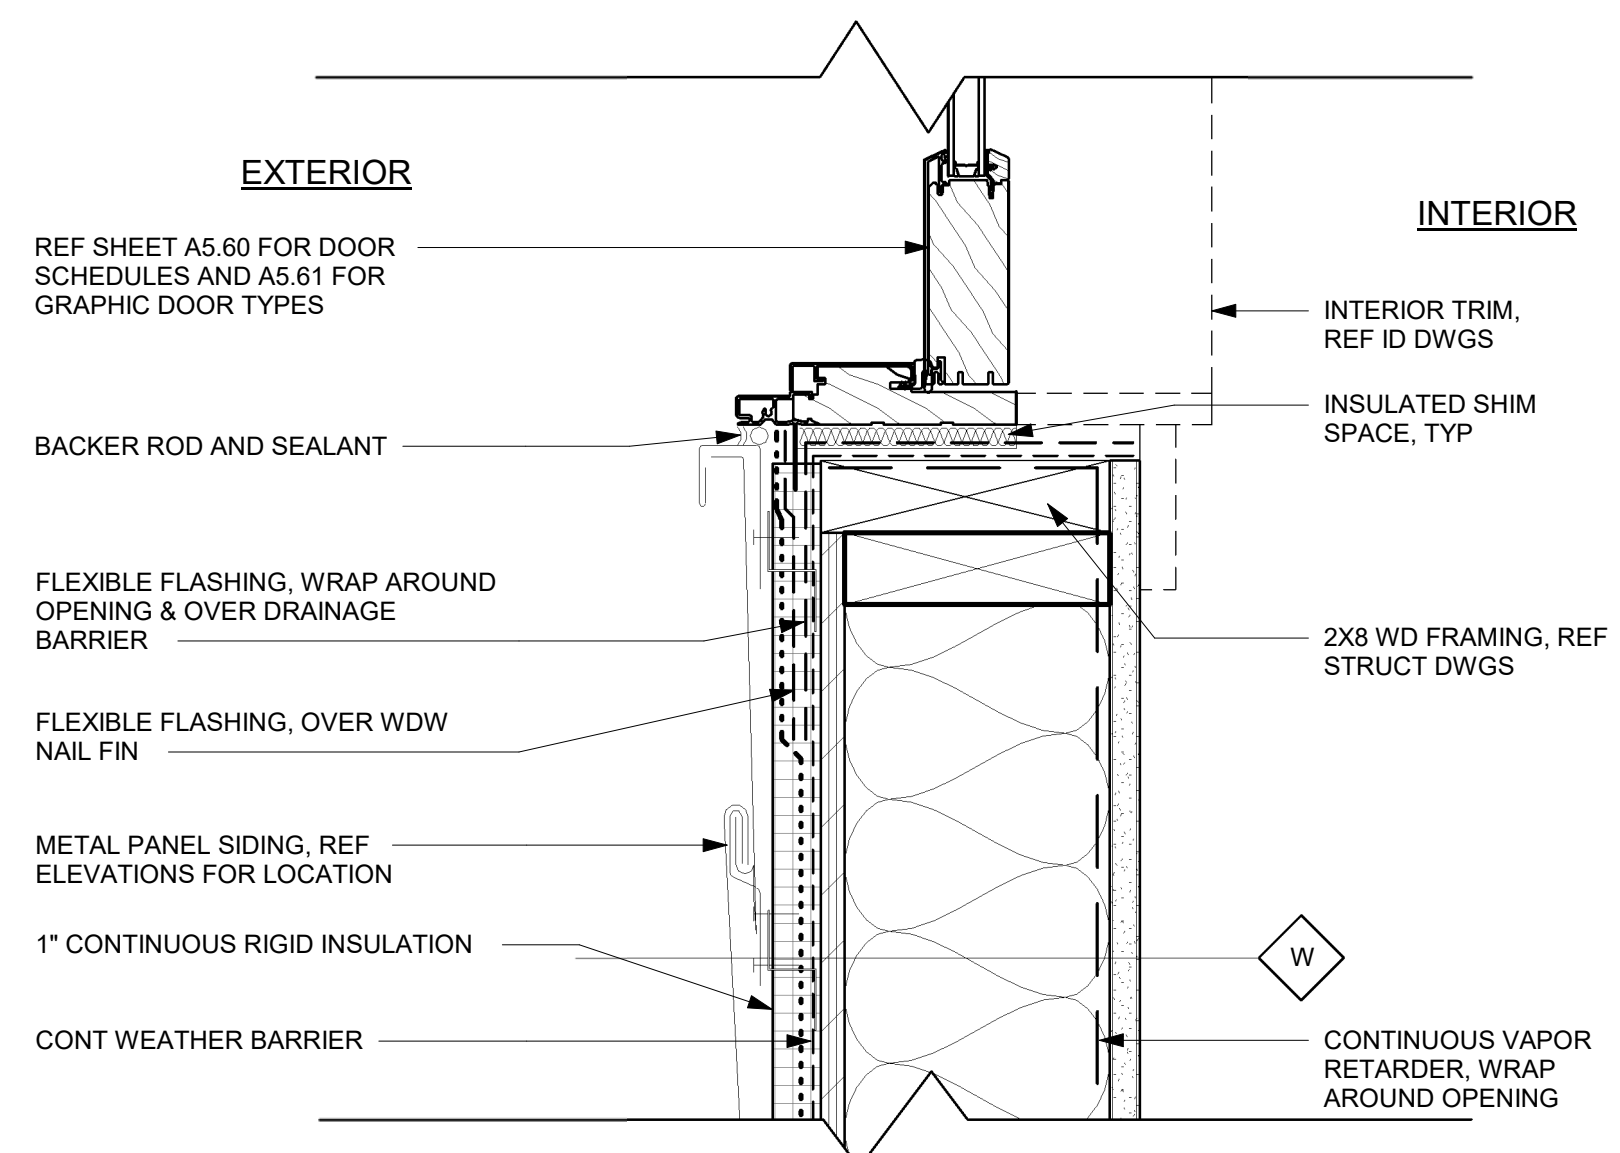 EXTERIOR
REF SHEET A5.60 FOR DOOR
SCHEDULES AND A5.61 FOR
GRAPHIC DOOR TYPES
BACKER ROD AND SEALANT
FLEXIBLE FLASHING, WRAP AROUND
OPENING & OVER DRAINAGE
BARRIER
FLEXIBLE FLASHING, OVER WDW
NAIL FIN
METAL PANEL SIDING, REF
ELEVATIONS FOR LOCATION
1" CONTINUOUS RIGID INSULATION
CONT WEATHER BARRIER
INTERIOR
INTERIOR TRIM,
REF ID DWGS
INSULATED SHIM
SPACE, TYP
2X8 WD FRAMING, REF
STRUCT DWGS
W
CONTINUOUS VAPOR
RETARDER, WRAP
AROUND OPENING